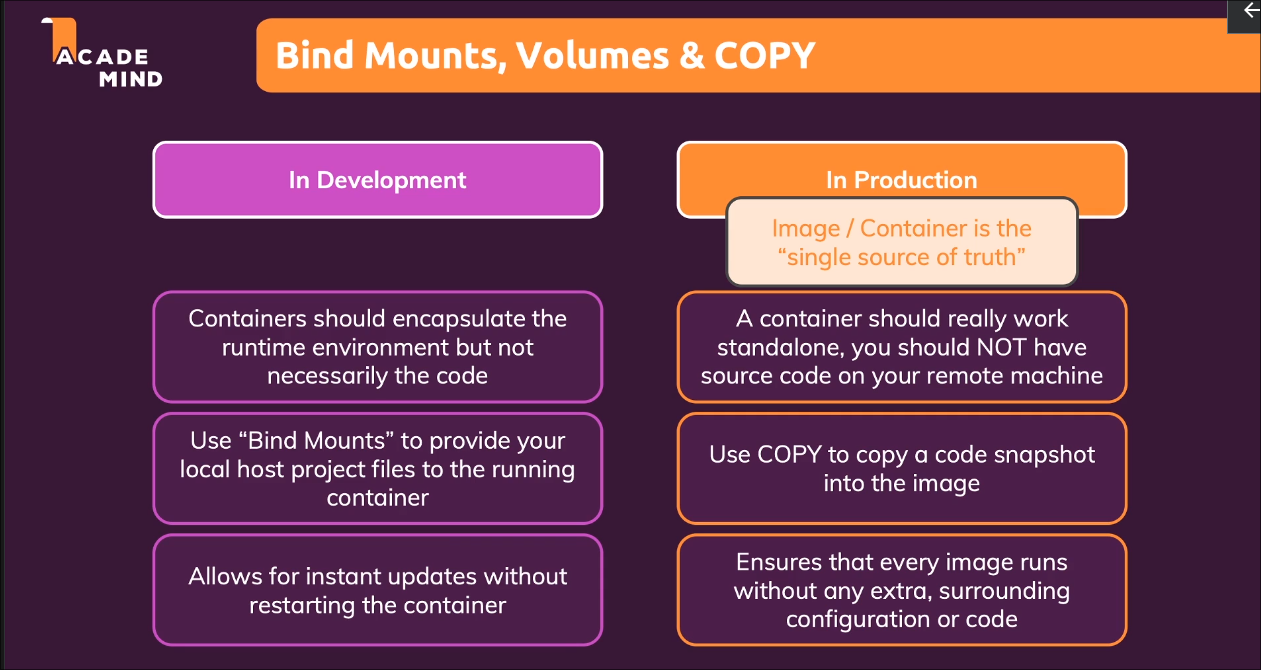 ACADE
MIND
Bind Mounts, Volumes & COPY
In Development
In Production
Image / Container is the
“single source of truth”
Containers should encapsulate the
runtime environment but not
necessarily the code
A container should really work
standalone, you should NOT have
source code on your remote machine
Use “Bind Mounts” to provide your
local host project files to the running
container
Use COPY to copy a code snapshot
into the image
Allows for instant updates without
restarting the container
Ensures that every image runs
without any extra, surrounding
configuration or code